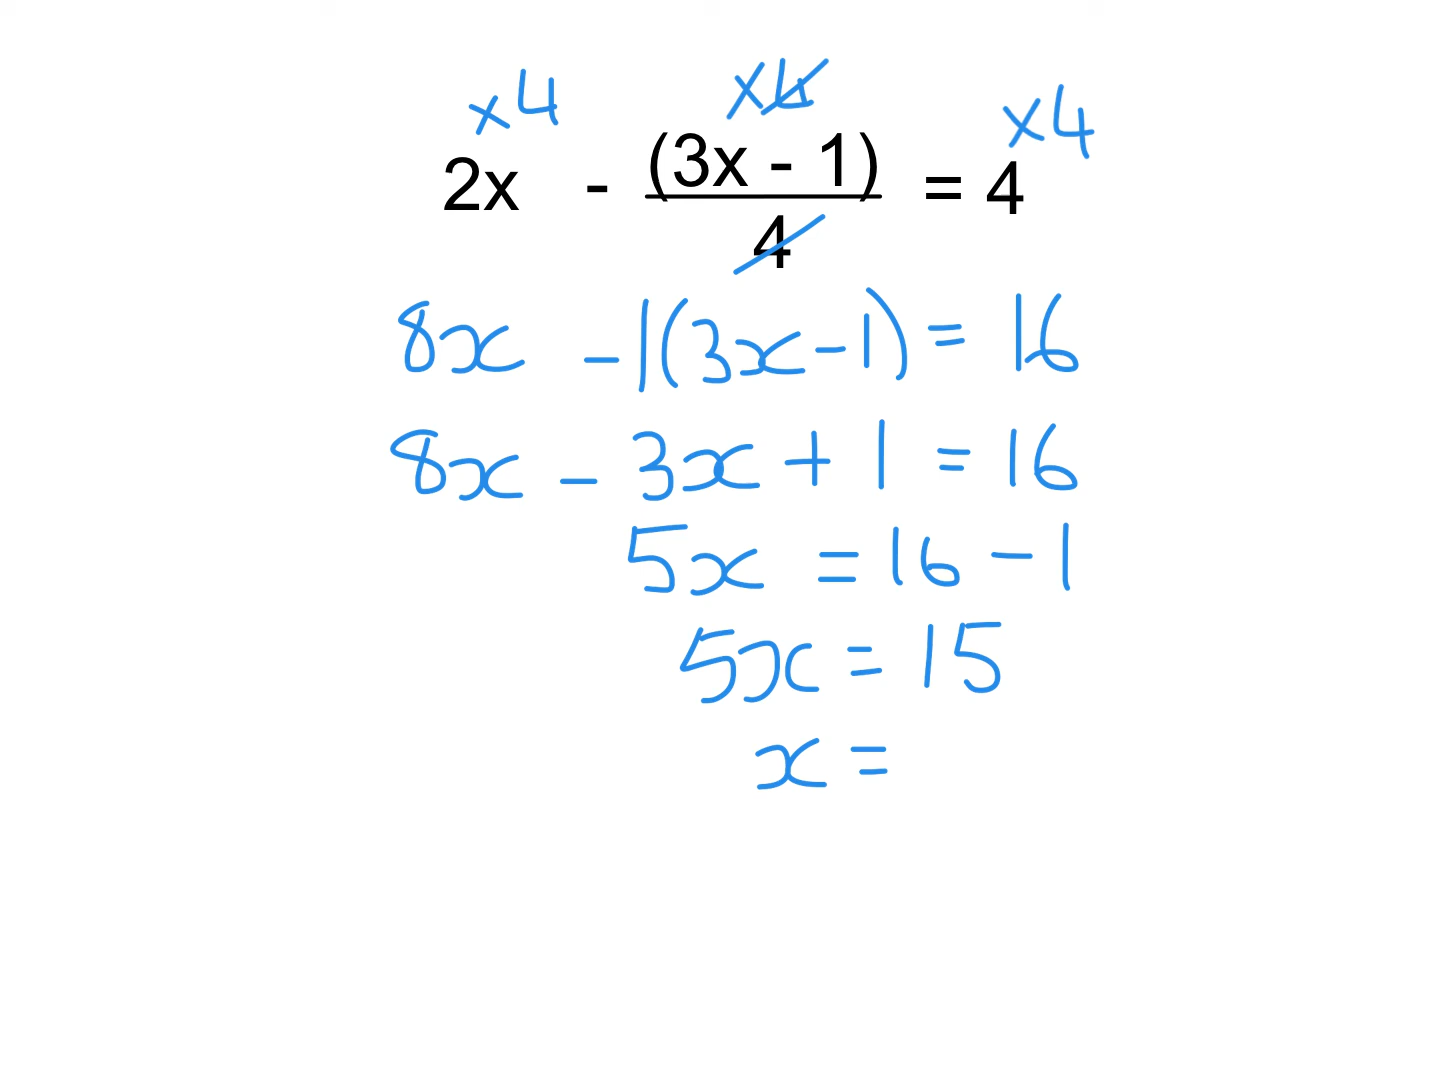 x4 x4 x4
2x - (3x - 1) = 4
4
8x - 1(3x - 1) = 16
8x - 3x + 1 = 16
5x = 16 - 1
5x = 15
x =